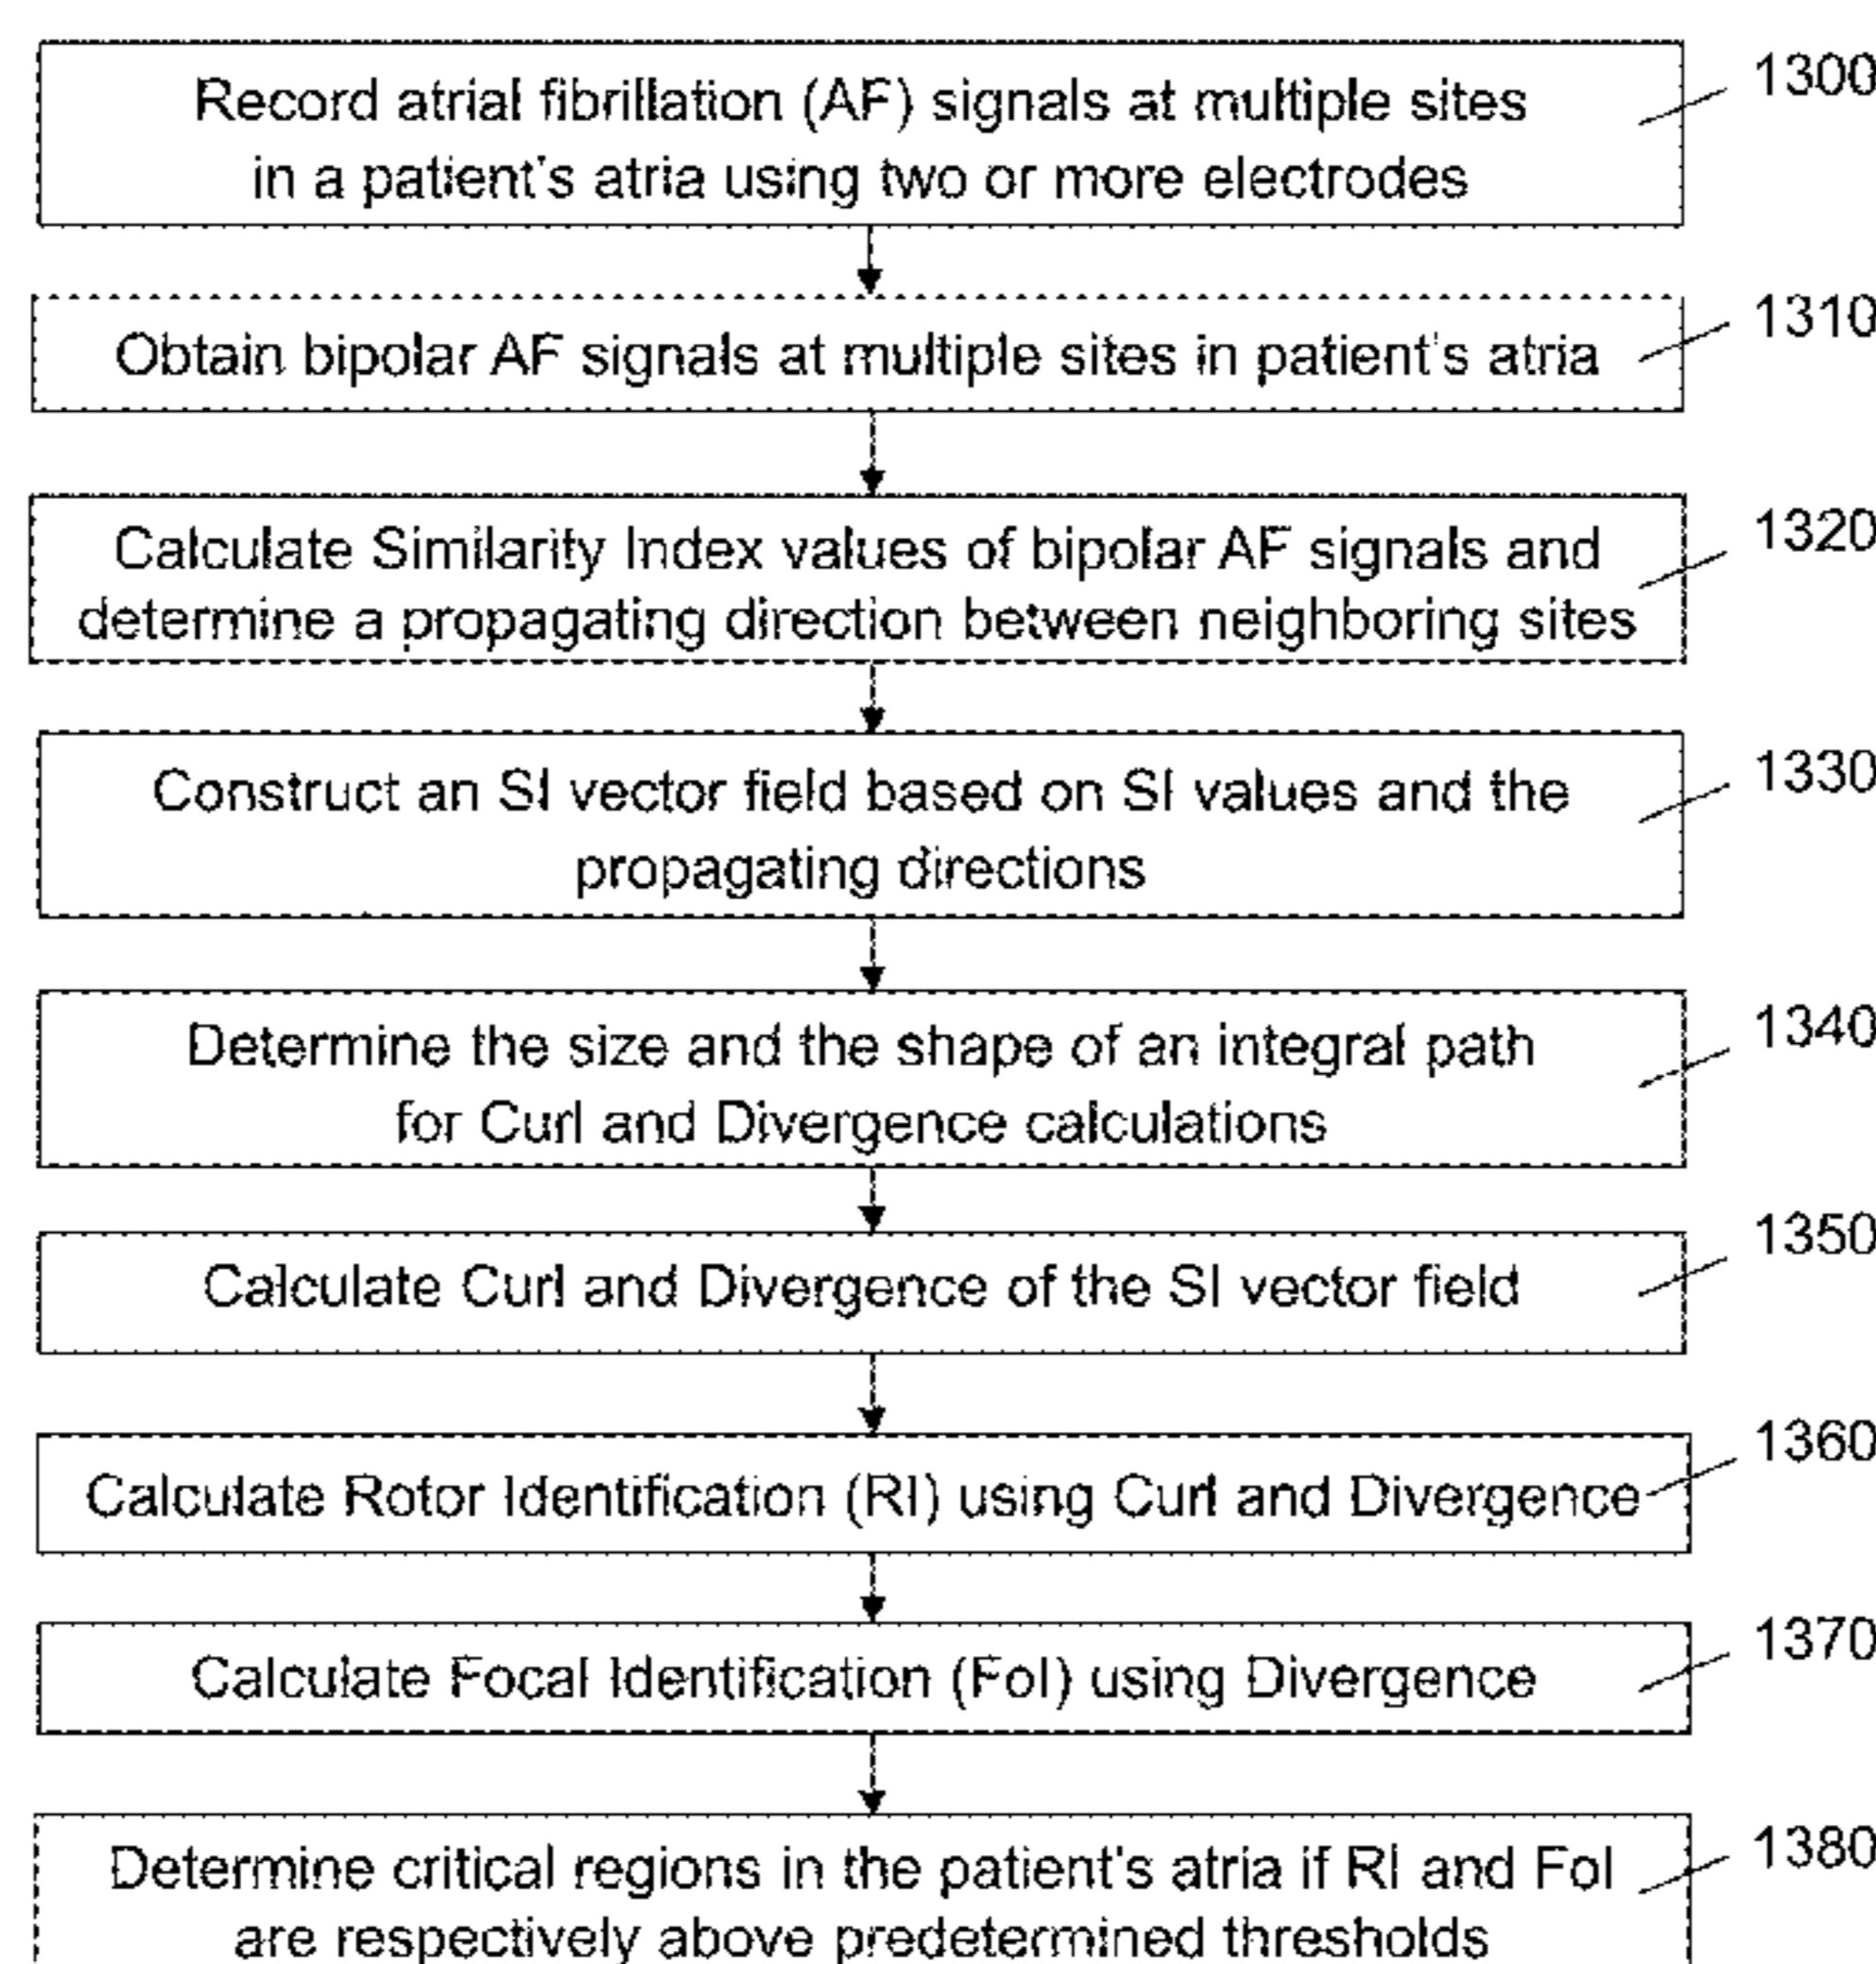 Record atrial fibrillation (AF) signals at multiple sites
in a patient's atria using two or more electrodes
1300
Obtain bipolar AF signals at multiple sites in patient's atria
1310
Calculate Similarity Index values of bipolar AF signals and
determine a propagating direction between neighboring sites
1320
Construct an SI vector field based on SI values and the
propagating directions
1330
Determine the size and the shape of an integral path
for Curl and Divergence calculations
1340
Calculate Curl and Divergence of the SI vector field
1350
Calculate Rotor Identification (RI) using Curl and Divergence
1360
Calculate Focal Identification (FoI) using Divergence
1370
Determine critical regions in the patient's atria if RI and FoI
are respectively above predetermined thresholds
1380